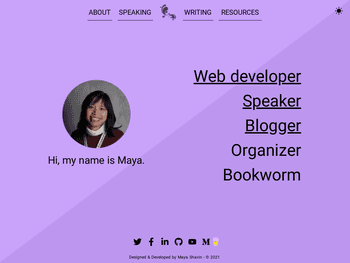 ABOUT SPEAKING WRITING RESOURCES
Web developer
Speaker
Blogger
Organizer
Bookworm
Hi, my name is Maya.
Designed & Developed by Maya Shavin - © 2021